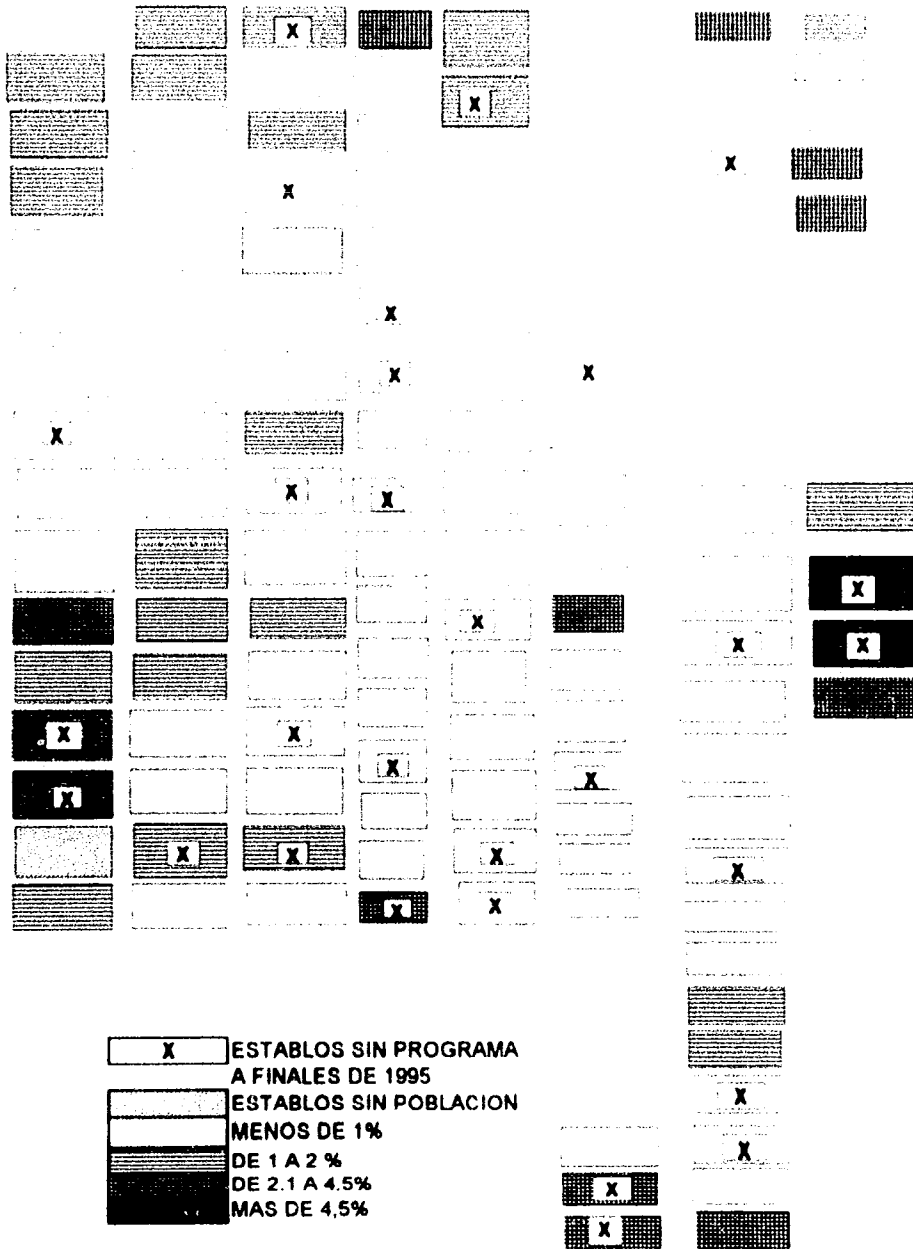 X
X
X
X
X
X X
X
X X
X
X
X X
X X
X
X
X
X X X
X
X X
X ESTABLOS SIN PROGRAMA
A FINALES DE 1995
ESTABLOS SIN POBLACION
MENOS DE 1%
DE 1 A 2 %
DE 2.1 A 4.5%
MAS DE 4,5%
X
X
X
X